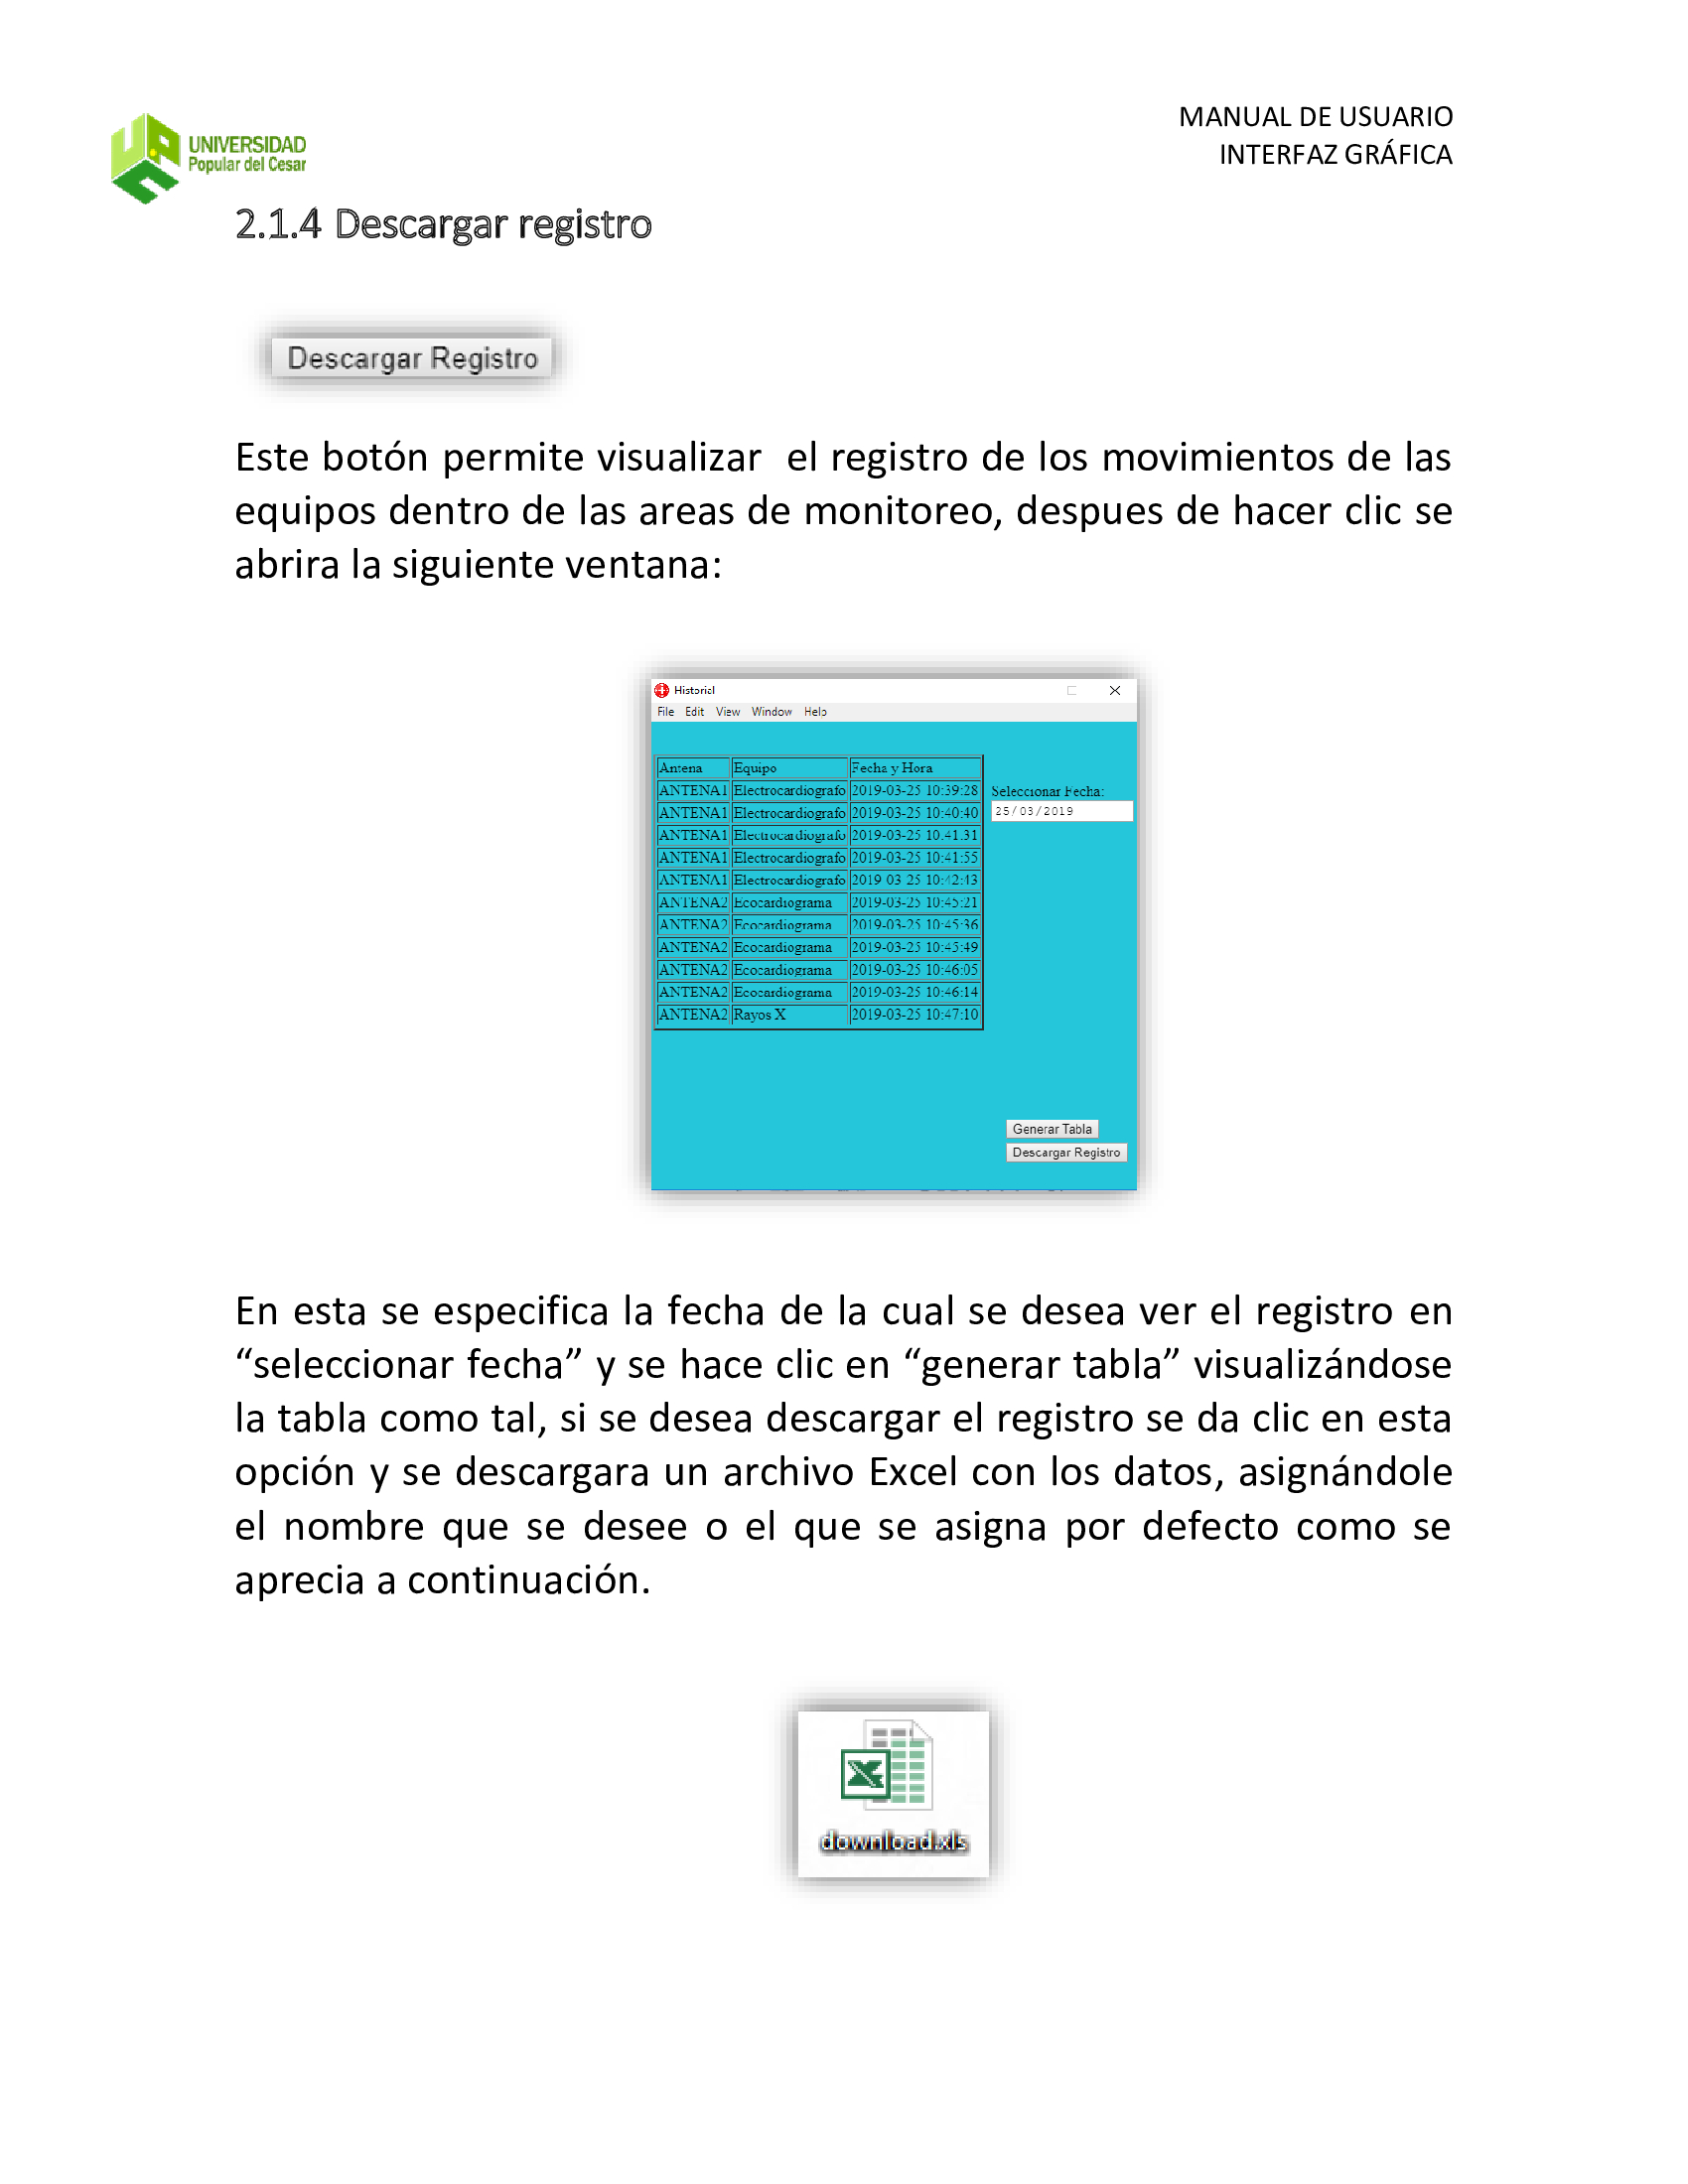 UNIVERSIDAD
Popular del Cesar
MANUAL DE USUARIO
INTERFAZ GRÁFICA
2.1.4 Descargar registro
Descargar Registro
Este botón permite visualizar el registro de los movimientos de las
equipos dentro de las areas de monitoreo, despues de hacer clic se
abrira la siguiente ventana:
Historial
File Edit View Window Help
Antena Equipo Fecha y Hora
ANTENA1 Electrocardiografo 2019-03-25 10:39:28
ANTENA1 Electrocardiografo 2019-03-25 10:40:40
ANTENA1 Electrocardiografo 2019-03-25 10:41:31
ANTENA1 Electrocardiografo 2019-03-25 10:41:55
ANTENA1 Electrocardiografo 2019-03-25 10:42:43
ANTENA2 Ecocardiograma 2019-03-25 10:45:21
ANTENA2 Ecocardiograma 2019-03-25 10:45:36
ANTENA2 Ecocardiograma 2019-03-25 10:45:49
ANTENA2 Ecocardiograma 2019-03-25 10:46:05
ANTENA2 Ecocardiograma 2019-03-25 10:46:14
ANTENA2 Rayos X 2019-03-25 10:47:10
Seleccionar Fecha:
25/03/2019
Generar Tabla
Descargar Registro
En esta se especifica la fecha de la cual se desea ver el registro en
“seleccionar fecha” y se hace clic en “generar tabla” visualizándose
la tabla como tal, si se desea descargar el registro se da clic en esta
opción y se descargara un archivo Excel con los datos, asignándole
el nombre que se desee o el que se asigna por defecto como se
aprecia a continuación.
download.xls